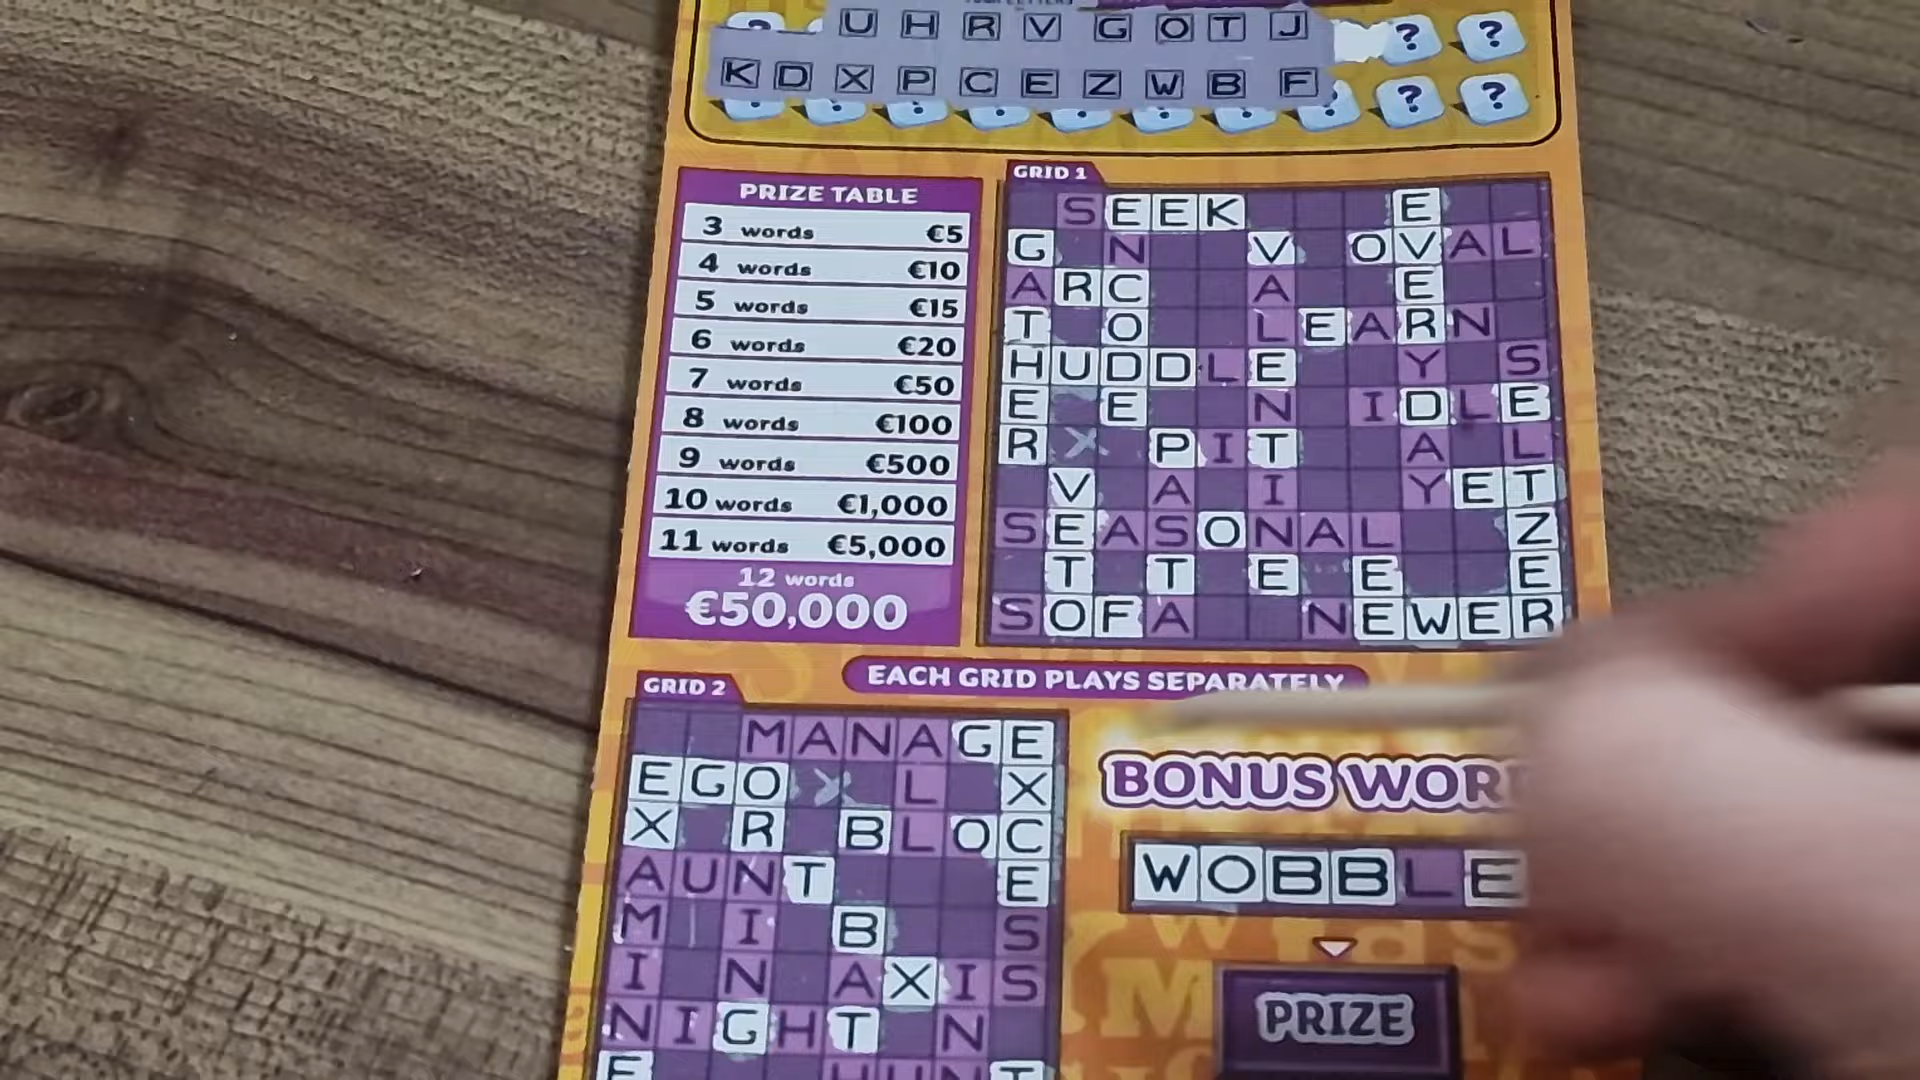 U H R V G O T J
K D X P C E Z W B F
PRIZE TABLE
3 words €5
4 words €10
5 words €15
6 words €20
7 words €50
8 words €100
9 words €500
10 words €1,000
11 words €5,000
12 words
€50,000
GRID 1
SEEK E
G N V OVAL
ARC A E
T O LEARN
HUDDLE Y S
E E N IDLE
R X PIT A L
V A I YET
SEASONAL Z
T T E E E
SOFA NEWER
EACH GRID PLAYS SEPARATELY
GRID 2
MANAGE
EGO X L X
X R BLOC
AUNT E
M I B S
I N AXIS
NIGHT N
E HUNT
BONUS WOR
WOBBLE
PRIZE